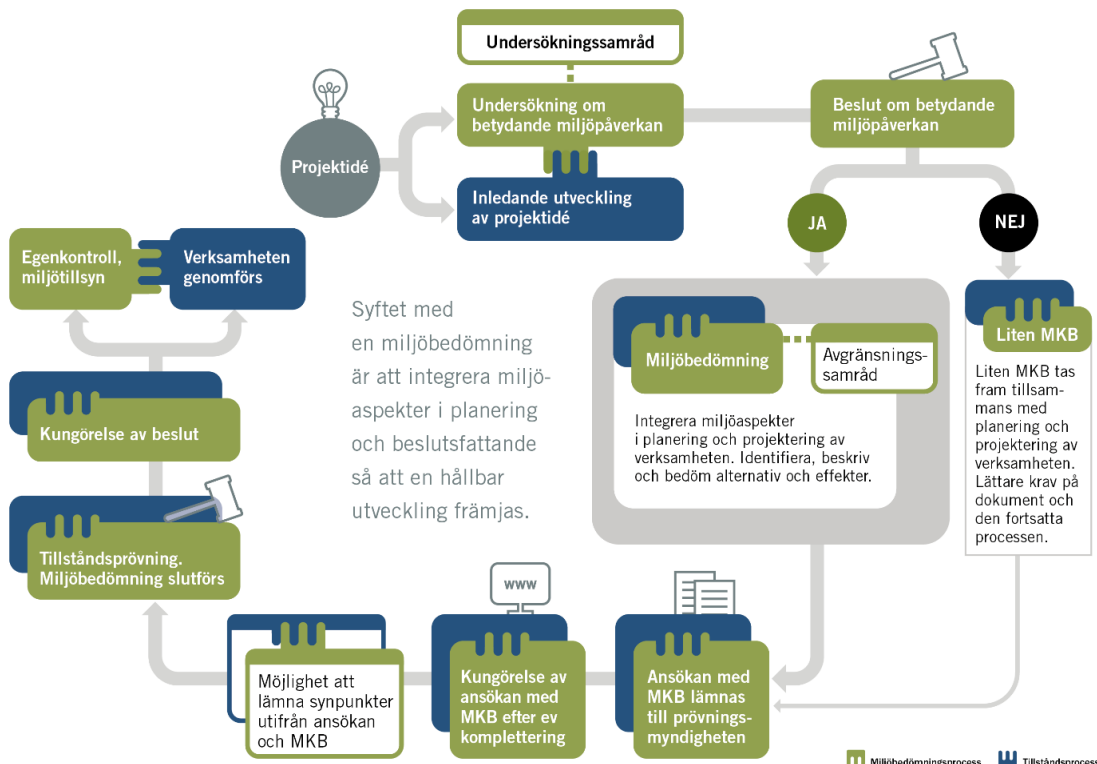 Undersökningssamråd
Undersökning om
betydande miljöpåverkan
Beslut om betydande
miljöpåverkan
Projektidé
Inledande utveckling
av projektidé
JA
NEJ
Egenkontroll,
miljötillsyn
Verksamheten
genomförs
Syftet med
en miljöbedömning
är att integrera miljö-
aspekter i planering
och beslutsfattande
så att en hållbar
utveckling främjas.
Miljöbedömning
Avgränsnings-
samråd
Integrera miljöaspekter
i planering och projektering av
verksamheten. Identifiera, beskriv
och bedöm alternativ och effekter.
Liten MKB
Liten MKB tas
fram tillsam-
mans med
planering och
projektering av
verksamheten.
Lättare krav på
dokument och
den fortsatta
processen.
Kungörelse av beslut
Tillståndsprövning.
Miljöbedömning slutförs
Möjlighet att
lämna synpunkter
utifrån ansökan
och MKB
www
Kungörelse av
ansökan med
MKB efter ev
komplettering
Ansökan med
MKB lämnas
till prövnings-
myndigheten
Miljöbedömningsprocess
Tillståndsprocess